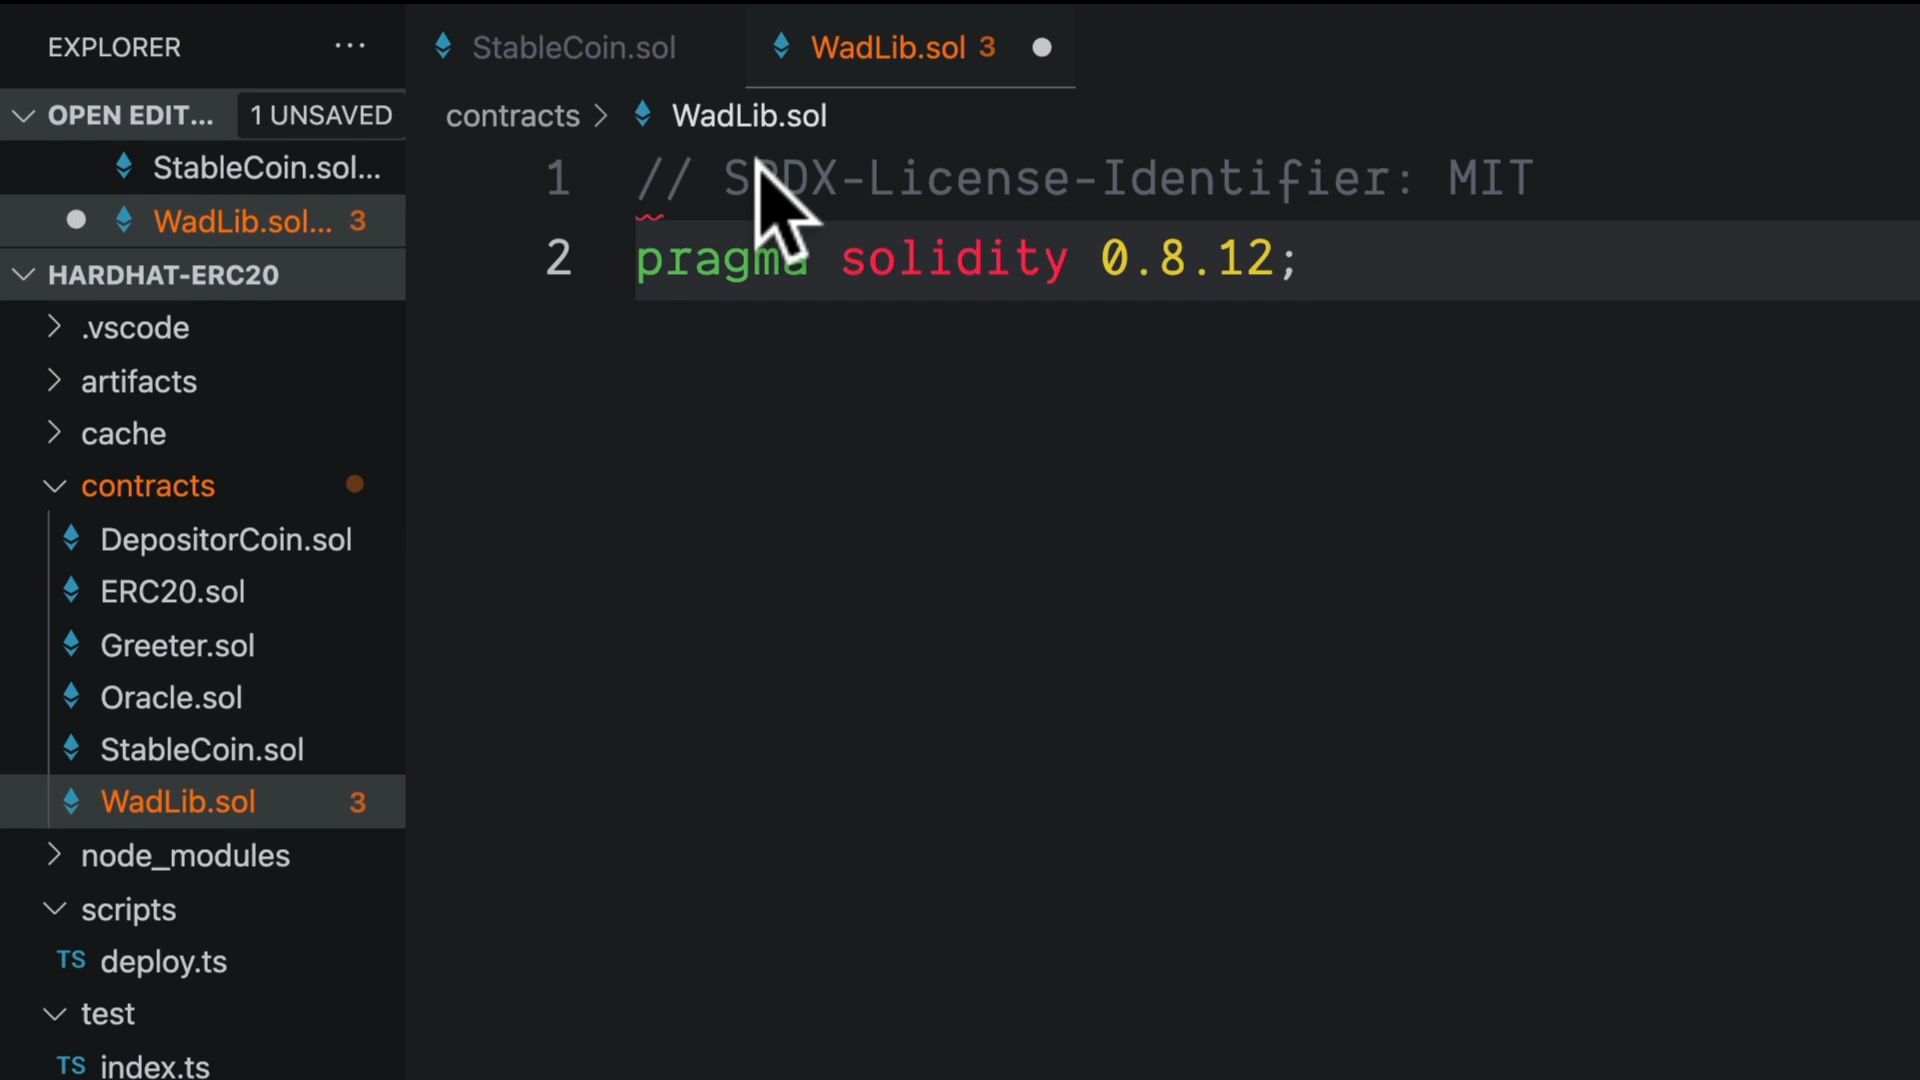 EXPLORER ...
StableCoin.sol
WadLib.sol 3
OPEN EDIT... 1 UNSAVED
contracts > WadLib.sol
StableCoin.sol...
WadLib.sol... 3
1 // SPDX-License-Identifier: MIT
2 pragma solidity 0.8.12;
HARDHAT-ERC20
.vscode
artifacts
cache
contracts
DepositorCoin.sol
ERC20.sol
Greeter.sol
Oracle.sol
StableCoin.sol
WadLib.sol 3
node_modules
scripts
TS deploy.ts
test
TS index.ts